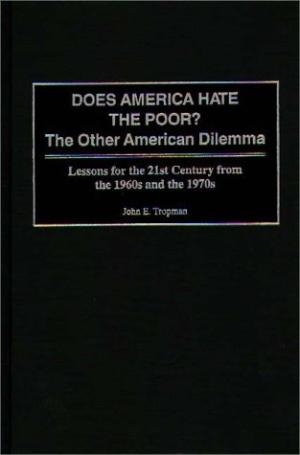 DOES AMERICA HATE
THE POOR?
The Other American Dilemma
Lessons for the 21st Century from
the 1960s and the 1970s
John E. Tropman